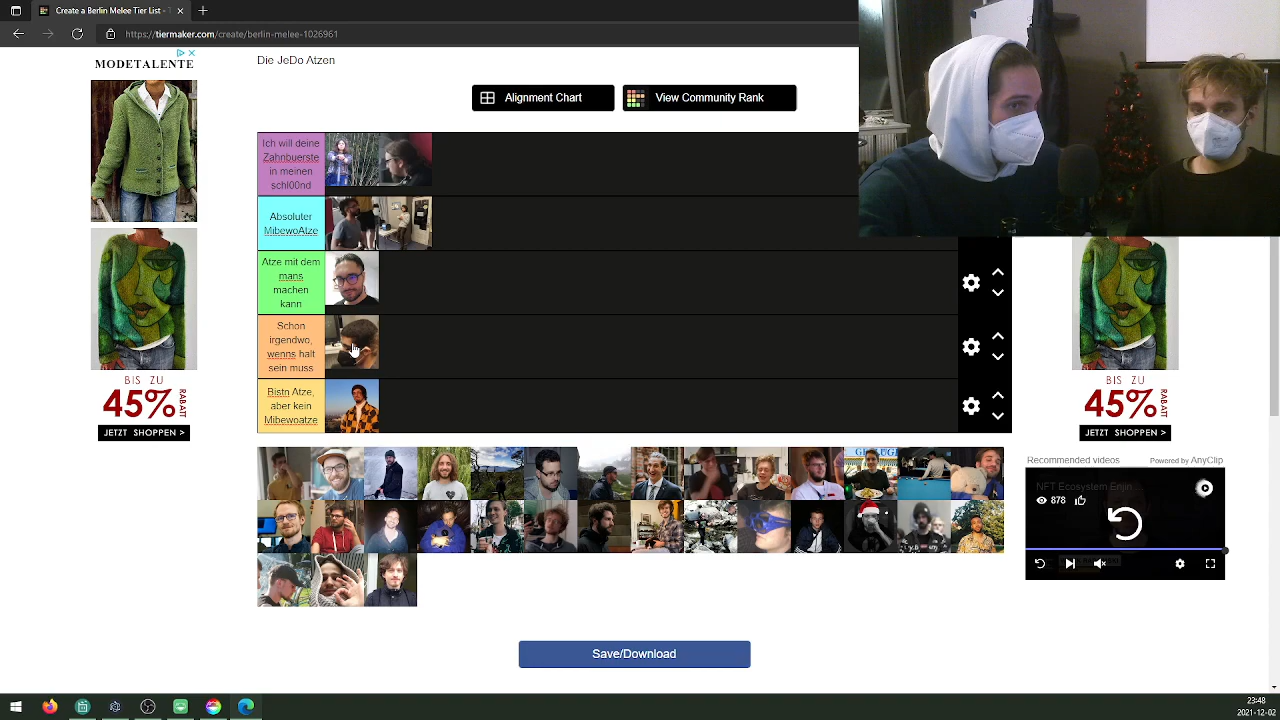 Create a Berlin Melee Tier List - T
https://tiermaker.com/create/berlin-melee-1026961
MODETALENTE
BIS ZU
45%
RABATT
JETZT SHOPPEN >
Die JeDo Atzen
Alignment Chart
View Community Rank
Ich will deine
Zahnbuerste
in meinen
schl00nd
Absoluter
MibewoAtze
Atze mit dem
mans
machen
kann
Schon
irgendwo,
wenns halt
sein muss
Bistn Atze,
aber kein
Mibewoatze
BIS ZU
45%
RABATT
JETZT SHOPPEN >
Recommended videos
Powered by AnyClip
NFT Ecosystem Enjin
878
Save/Download
23:48
2021-12-02